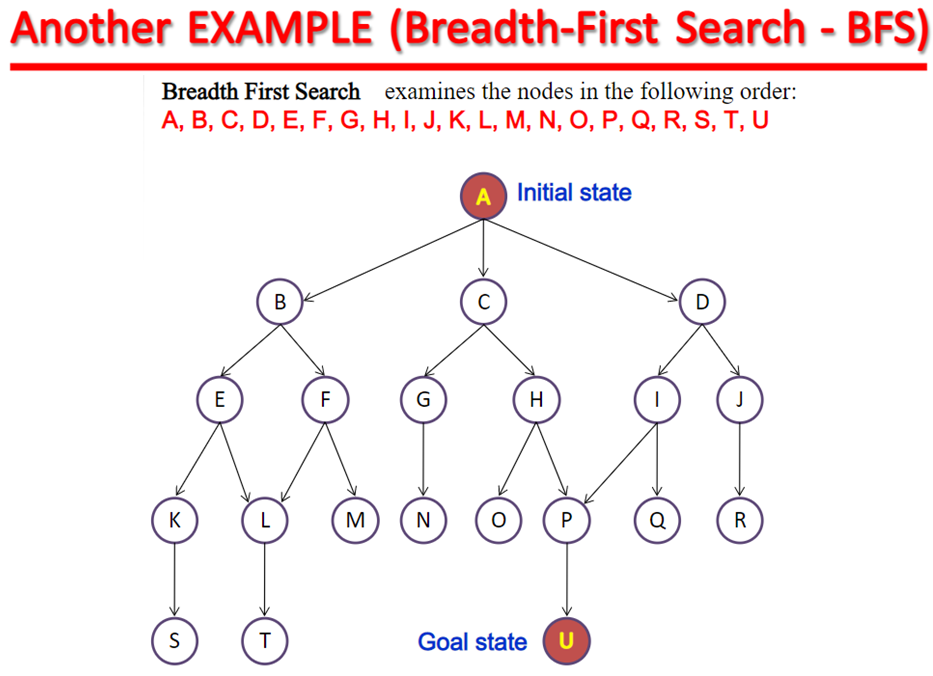 Another EXAMPLE (Breadth-First Search - BFS)
Breadth First Search examines the nodes in the following order:
A, B, C, D, E, F, G, H, I, J, K, L, M, N, O, P, Q, R, S, T, U
A Initial state
B C D
E F G H I J
K L M N O P Q R
S T Goal state U